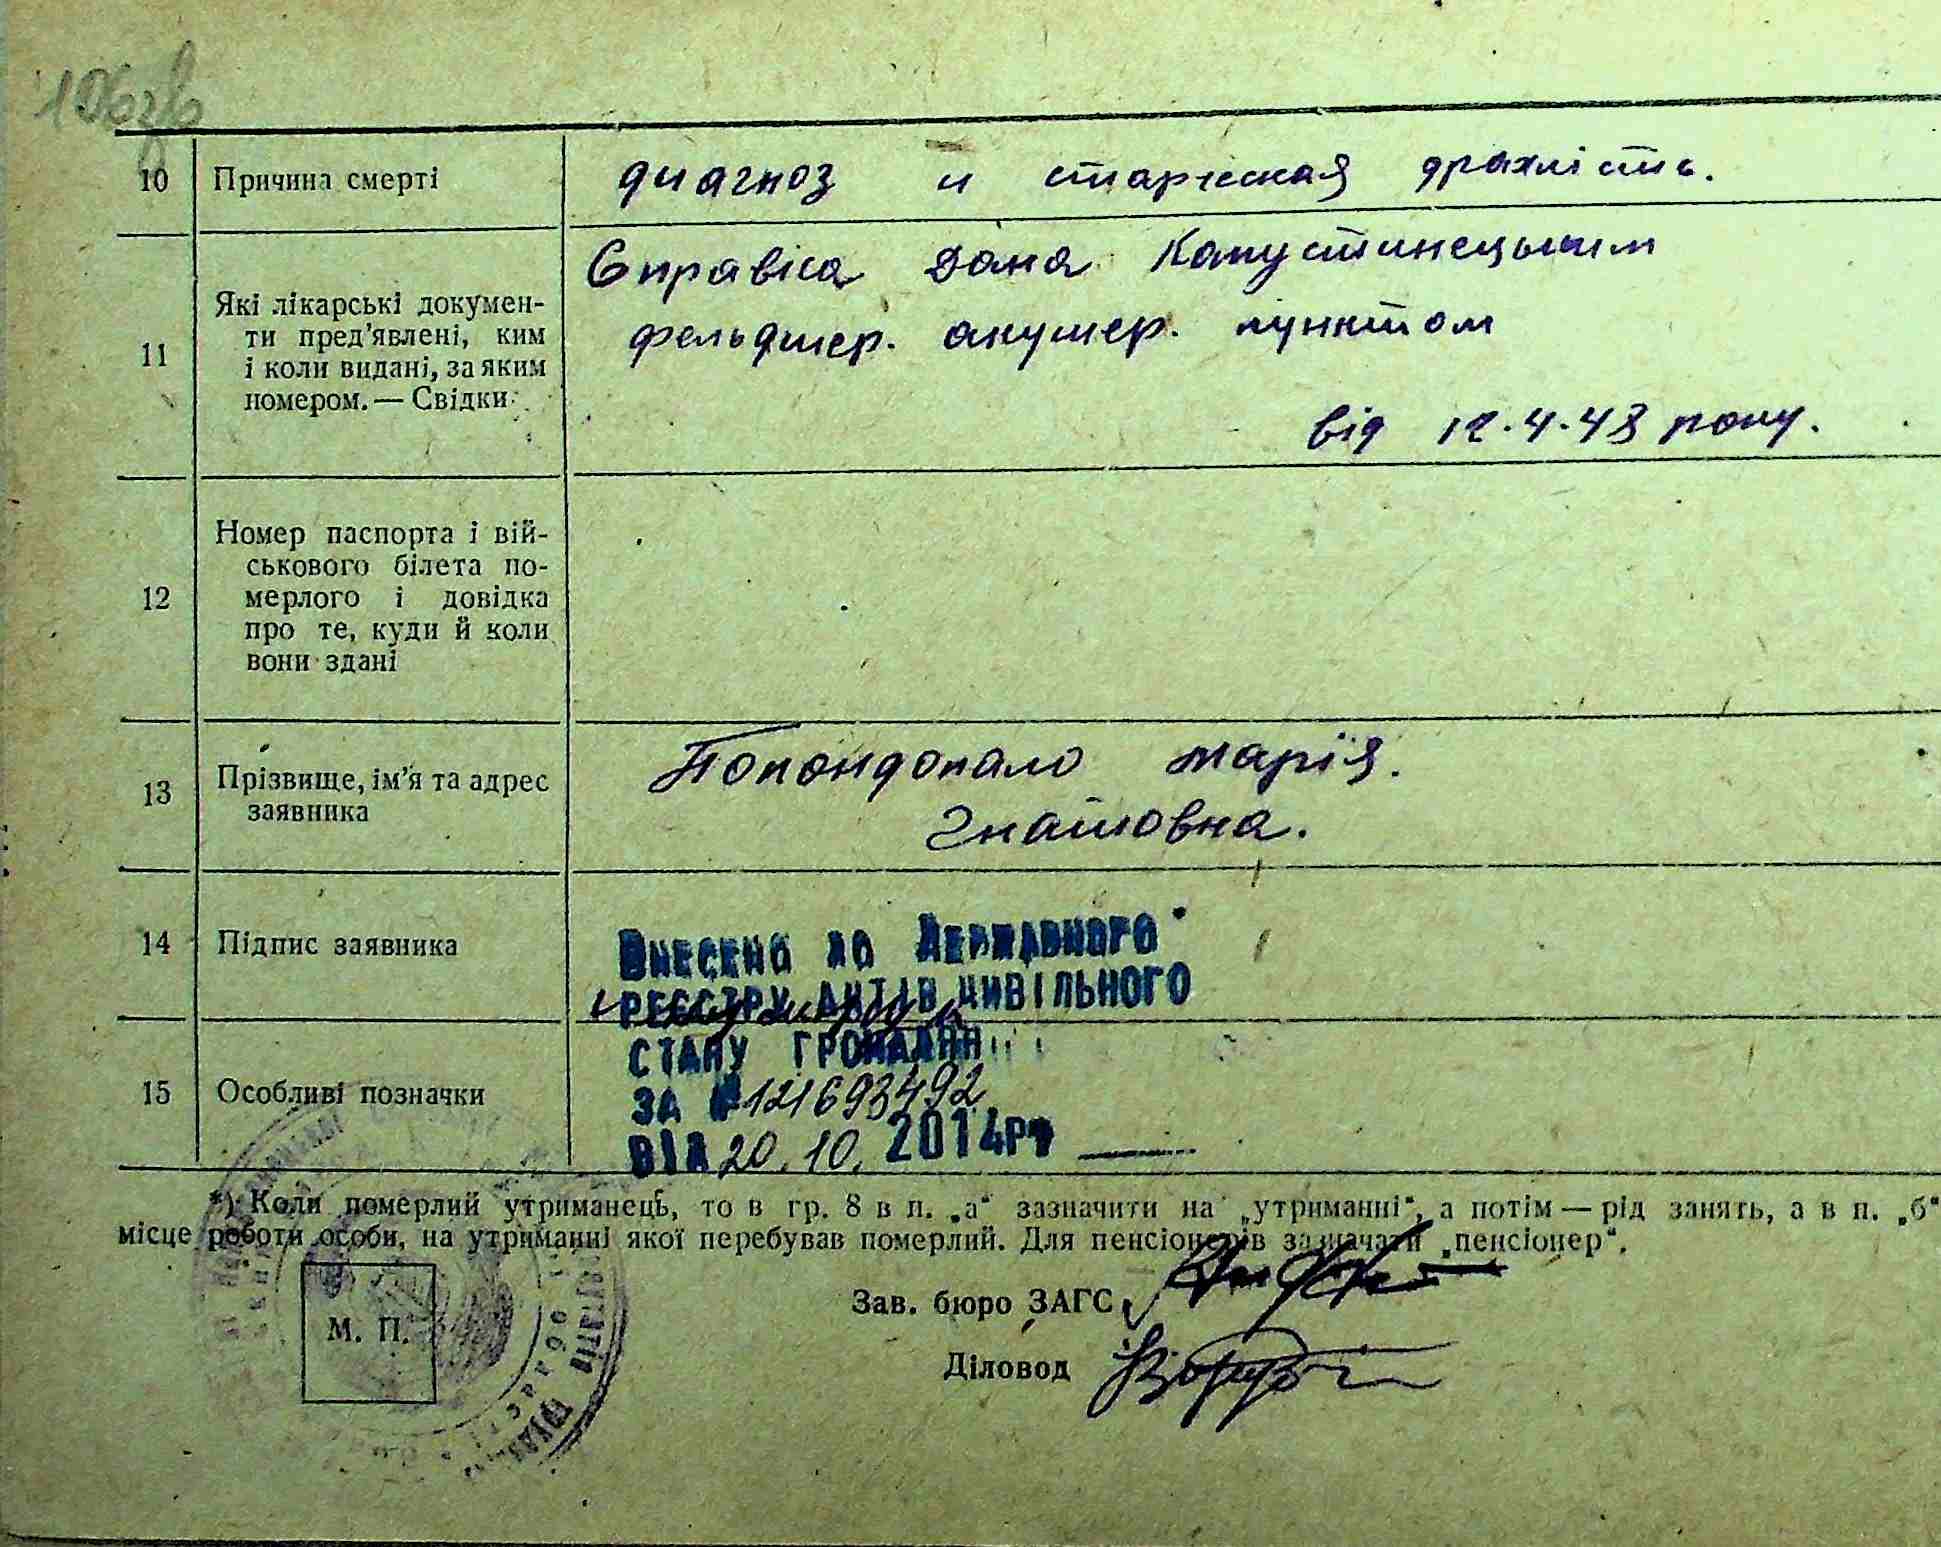 10 Причина смерті диагноз и старческая дряхлість.
11 Які лікарські докумен-
ти пред’явлені, ким
і коли видані, за яким
номером. — Свідки
Справка дана Капустинецьким
фельдшер. акушер. пунктом
від 12.4.48 року.
12 Номер паспорта і вій-
ськового білета по-
мерлого і довідка
про те, куди й коли
вони здані
13 Прізвище, ім’я та адрес
заявника
Попондопало Марія.
Гнатовна.
14 Підпис заявника
ВНЕСЕНО ДО ДЕРЖАВНОГО
РЕЄСТРУ АКТІВ ЦИВІЛЬНОГО
СТАНУ ГРОМАДЯН
15 Особливі позначки
ЗА № 121693492
ВІД 20.10. 2014р
*) Коли померлий утриманець, то в гр. 8 в п. „а“ зазначити на „утриманні“, а потім — рід занять, а в п. „б“
місце роботи особи, на утриманні якої перебував померлий. Для пенсіонерів зазначати „пенсіонер“.
Зав. бюро ЗАГС
М. П.
Діловод